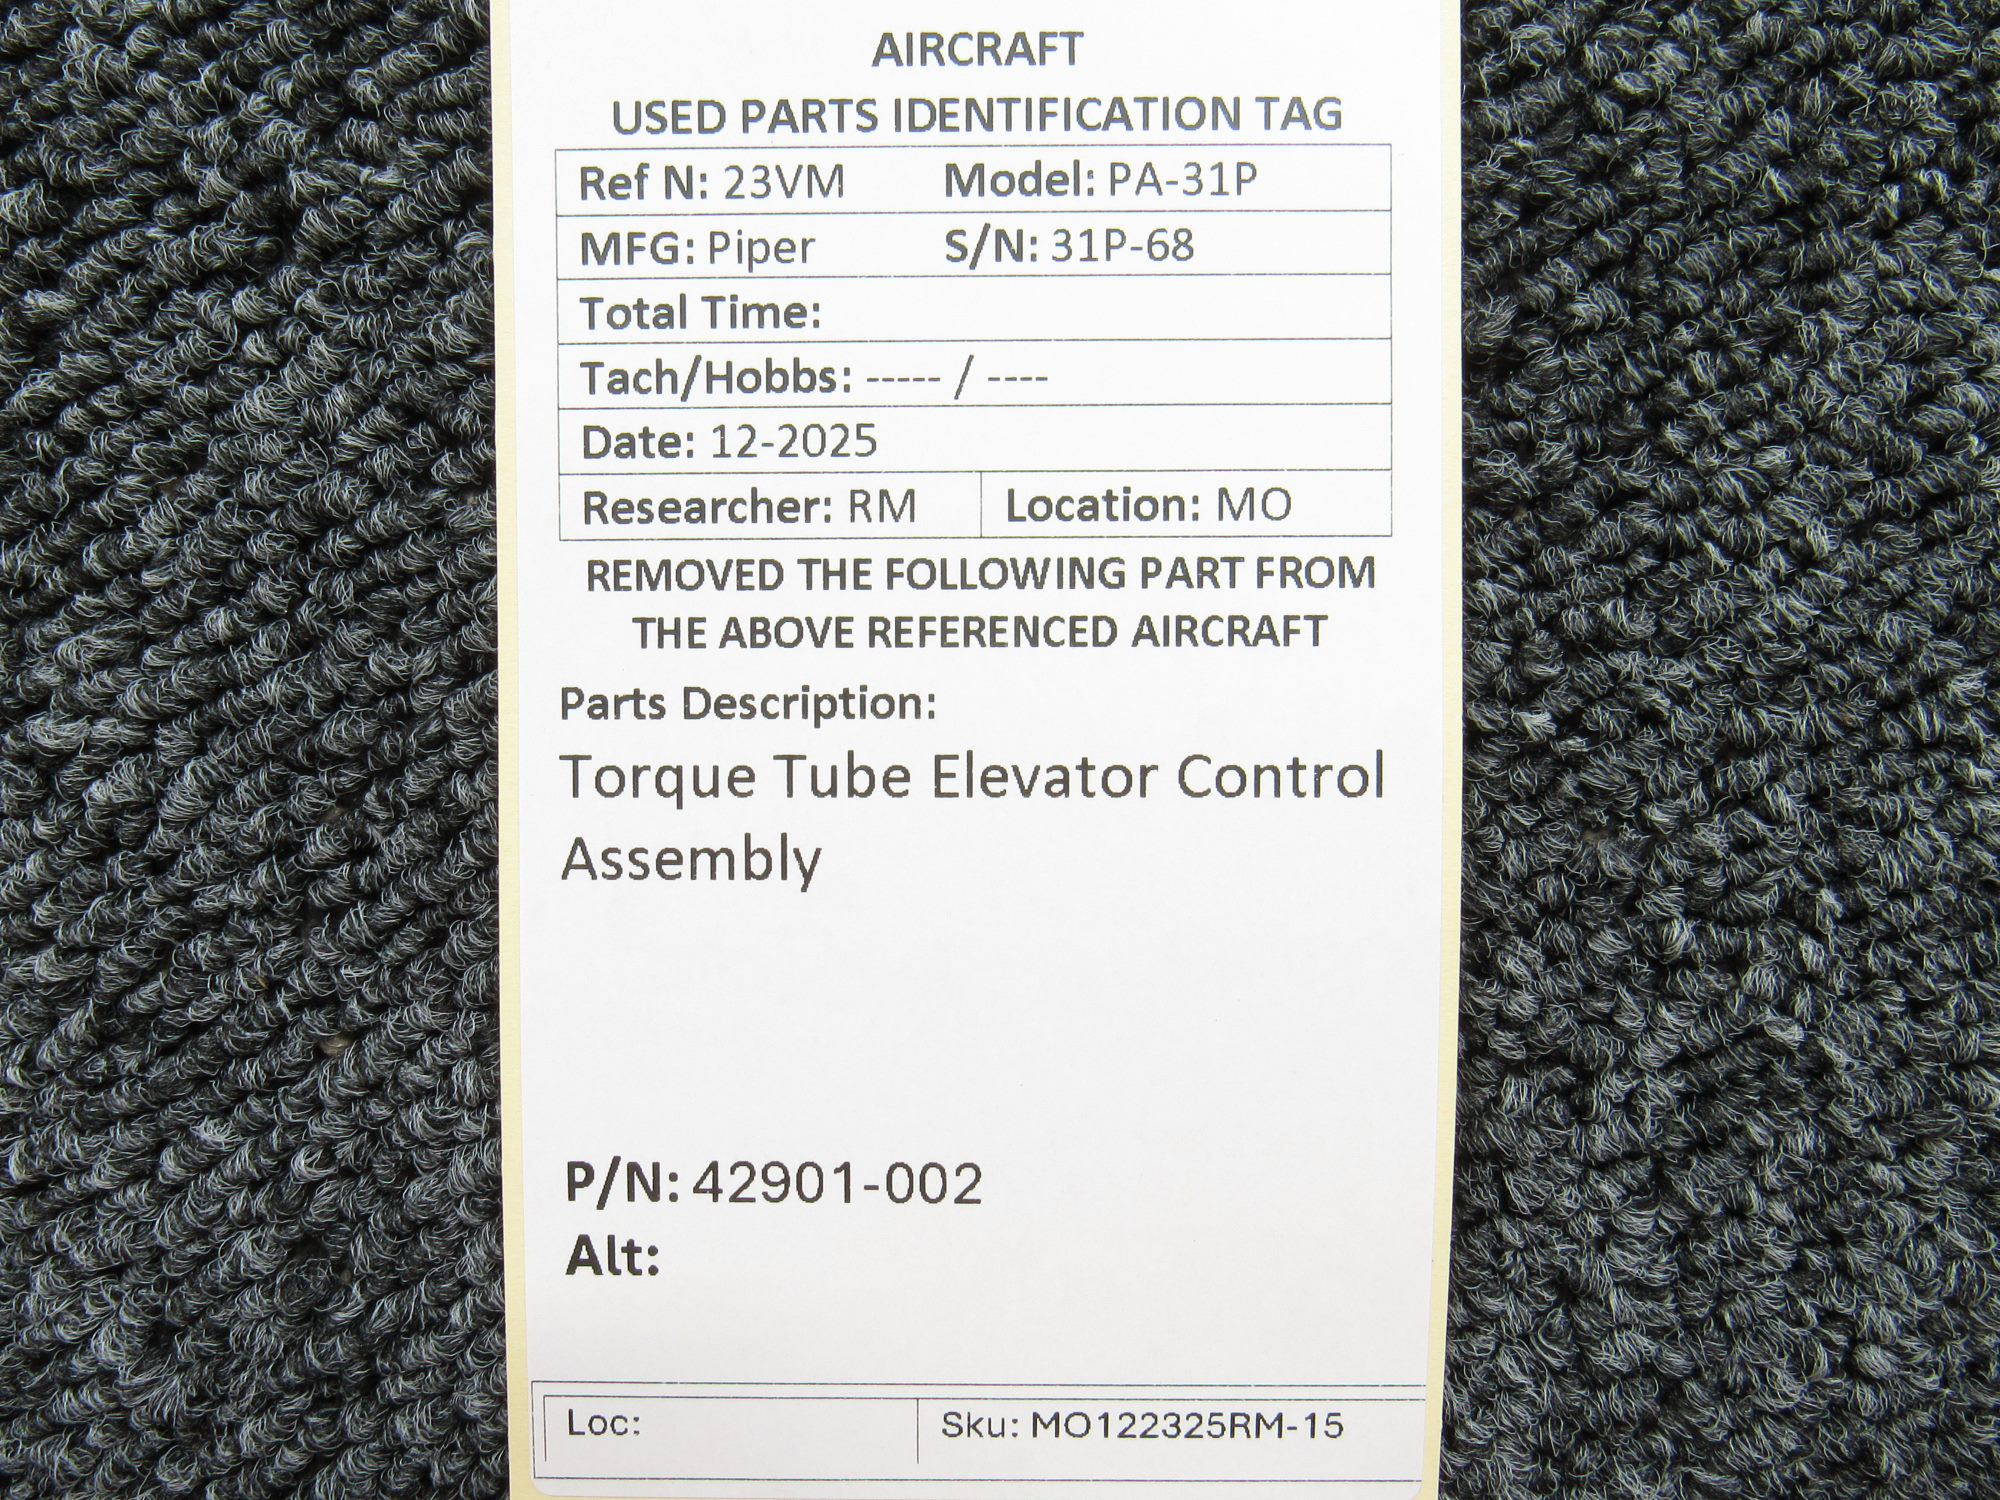 AIRCRAFT
USED PARTS IDENTIFICATION TAG
Ref N: 23VM Model: PA-31P
MFG: Piper S/N: 31P-68
Total Time:
Tach/Hobbs: ----- / ----
Date: 12-2025
Researcher: RM Location: MO
REMOVED THE FOLLOWING PART FROM
THE ABOVE REFERENCED AIRCRAFT
Parts Description:
Torque Tube Elevator Control
Assembly
P/N: 42901-002
Alt:
Loc: Sku: MO122325RM-15